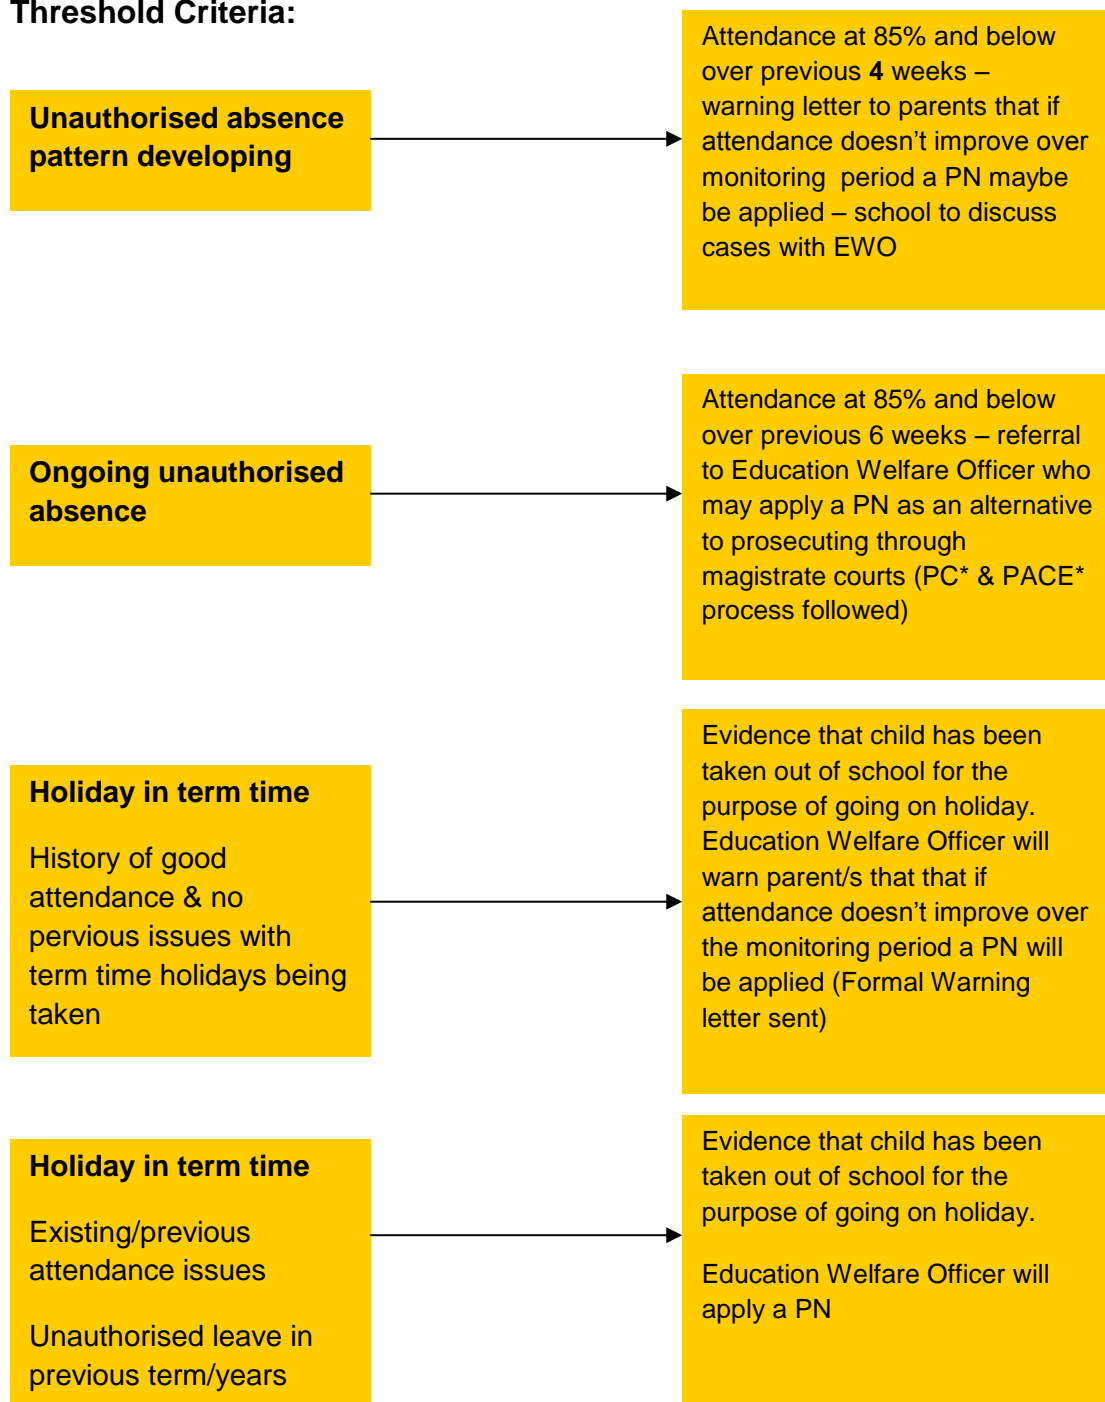 Threshold Criteria:
Unauthorised absence
pattern developing
Attendance at 85% and below
over previous 4 weeks –
warning letter to parents that if
attendance doesn’t improve over
monitoring  period a PN maybe
be applied – school to discuss
cases with EWO
Ongoing unauthorised
absence
Attendance at 85% and below
over previous 6 weeks – referral
to Education Welfare Officer who
may apply a PN as an alternative
to prosecuting through
magistrate courts (PC* & PACE*
process followed)
Holiday in term time
History of good
attendance & no
pervious issues with
term time holidays being
taken
Evidence that child has been
taken out of school for the
purpose of going on holiday.
Education Welfare Officer will
warn parent/s that that if
attendance doesn’t improve over
the monitoring period a PN will
be applied (Formal Warning
letter sent)
Holiday in term time
Existing/previous
attendance issues
Unauthorised leave in
previous term/years
Evidence that child has been
taken out of school for the
purpose of going on holiday.
Education Welfare Officer will
apply a PN